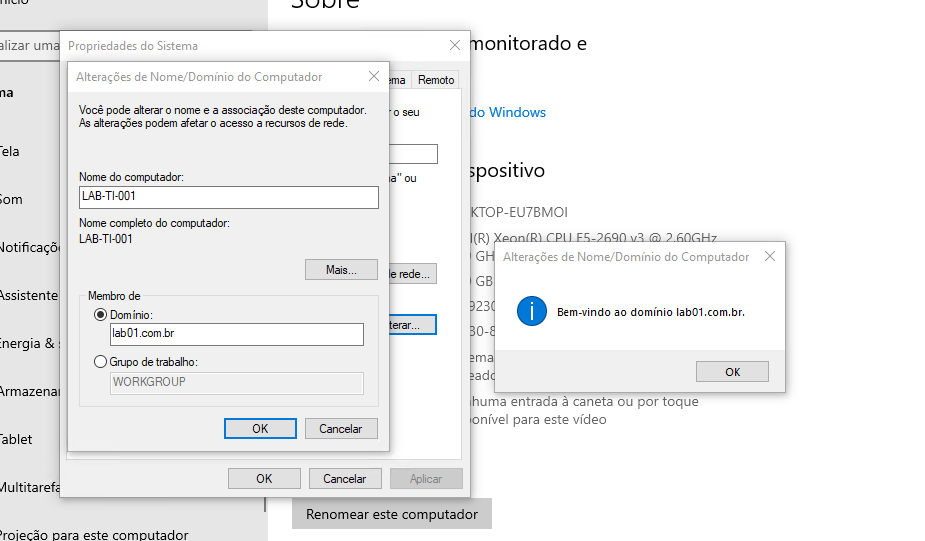 Sobre
alizar uma
Propriedades do Sistema
monitorado e
Alterações de Nome/Domínio do Computador
ema
Remoto
ma
Você pode alterar o nome e a associação deste computador.
As alterações podem afetar o acesso a recursos de rede.
r o seu
do Windows
Tela
Nome do computador:
LAB-TI-001
a" ou
spositivo
Som
Nome completo do computador:
LAB-TI-001
KTOP-EU7BMOI
l(R) Xeon(R) CPU E5-2690 v3 @ 2.60GHz
Notificaçõ
0 GH
Alterações de Nome/Domínio do Computador
Mais...
de rede...
0 GB
Assistente
Membro de
Domínio:
lab01.com.br
9230
Bem-vindo ao domínio lab01.com.br.
terar...
30-8
Energia &
Grupo de trabalho:
WORKGROUP
ema
OK
eado
Armazenar
nhuma entrada à caneta ou por toque
ponível para este vídeo
OK
Cancelar
Tablet
OK
Cancelar
Aplicar
Multitarefa
Renomear este computador
Projeção para este computador